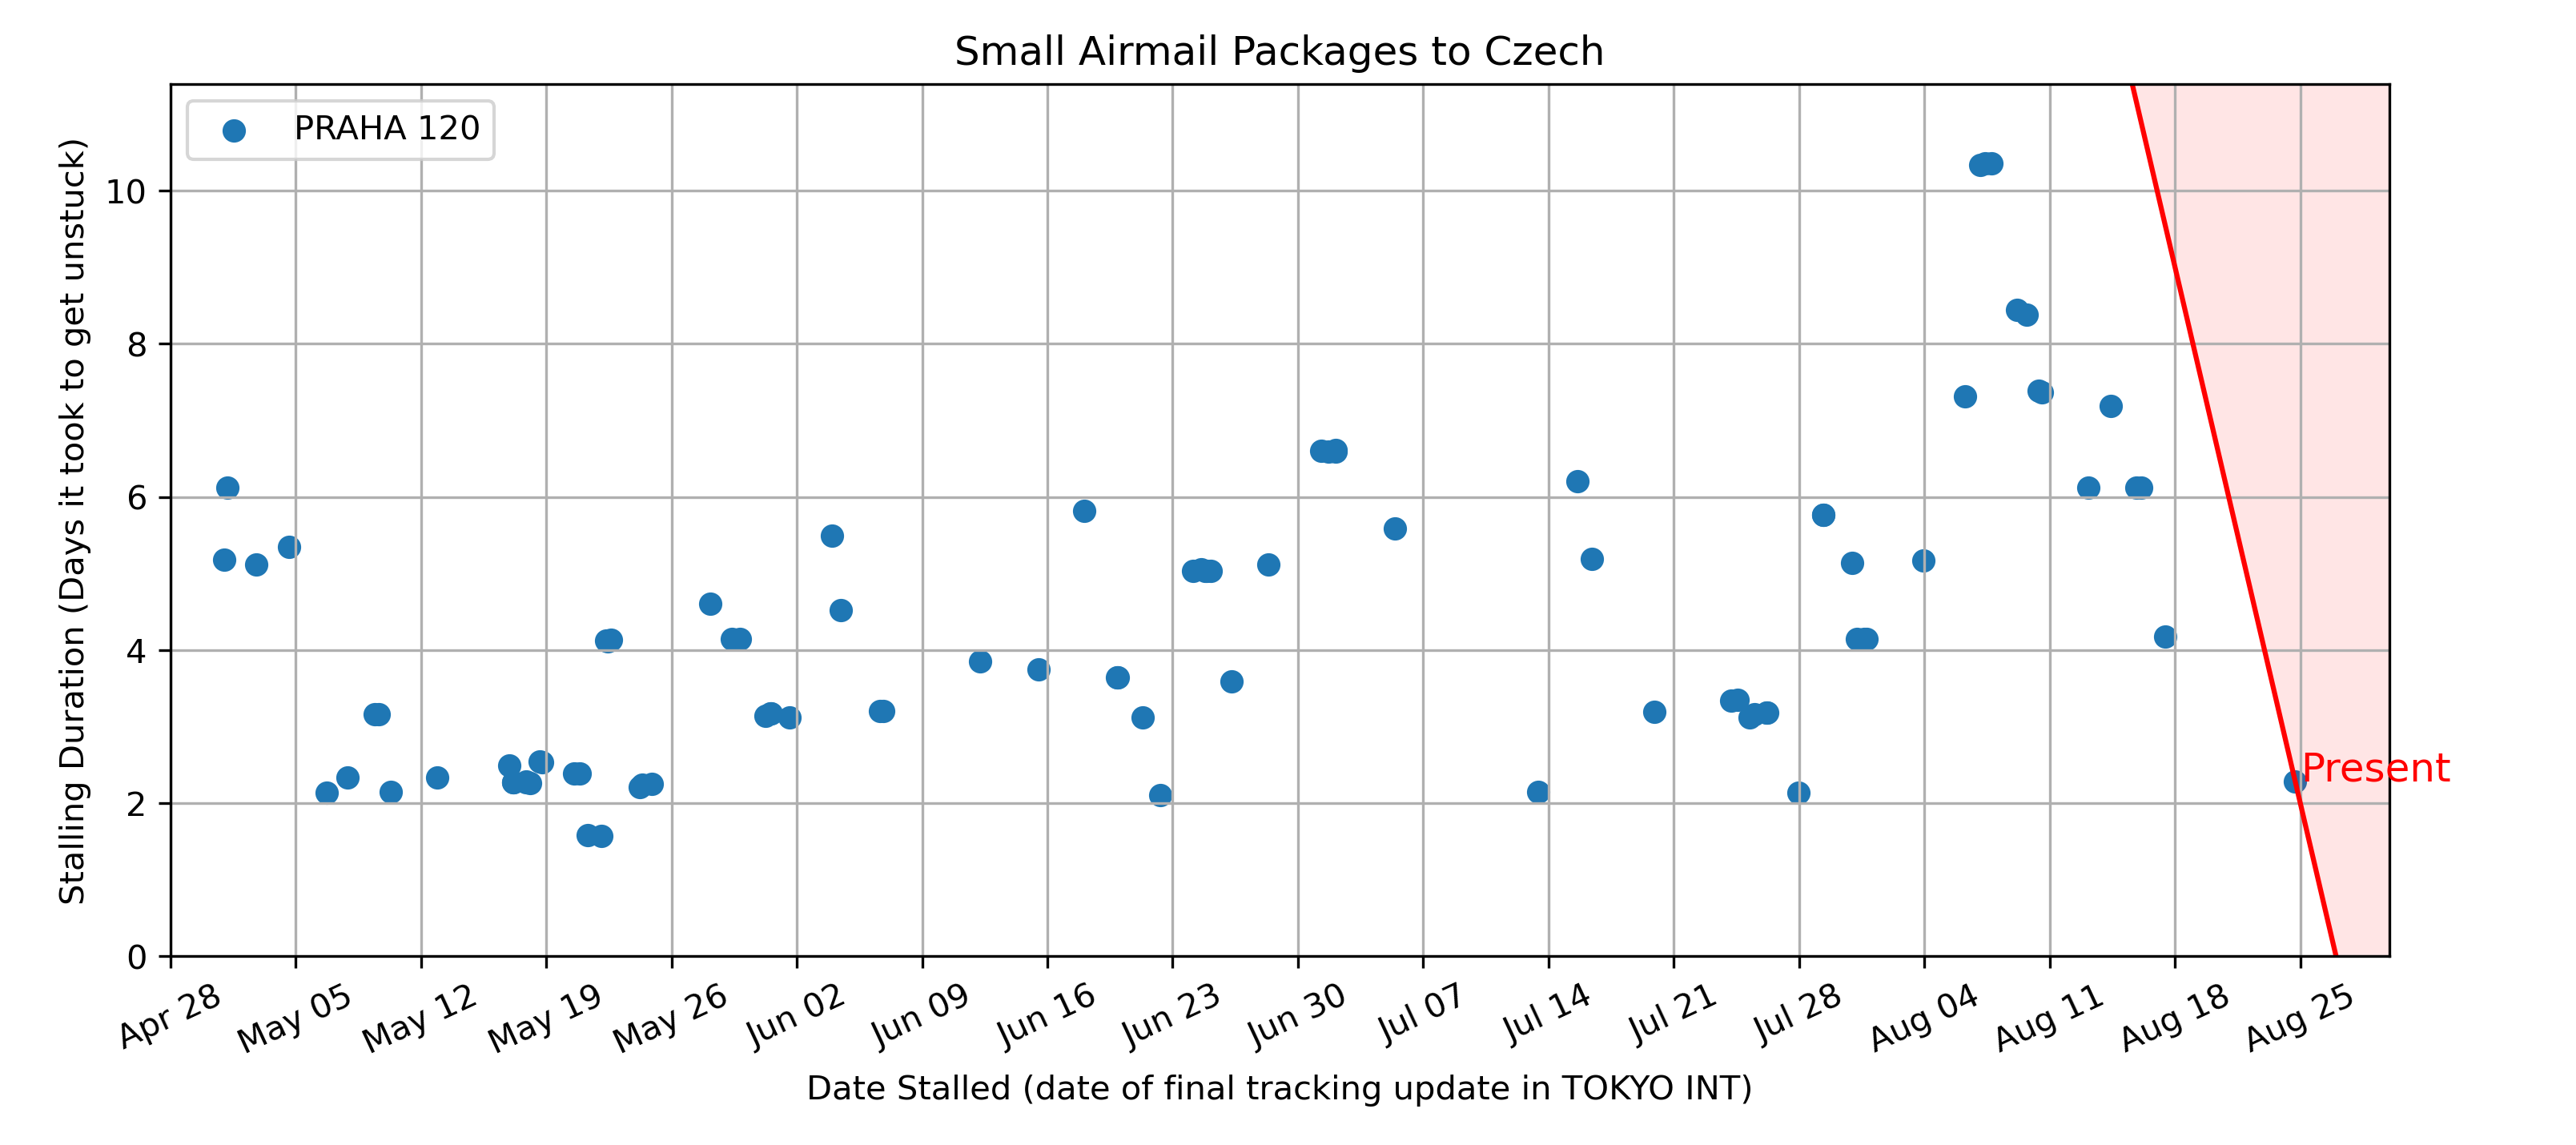 Small Airmail Packages to Czech
PRAHA 120
Stalling Duration (Days it took to get unstuck)
10
8
6
4
2
0
Present
Apr 28
May 05
May 12
May 19
May 26
Jun 02
Jun 09
Jun 16
Jun 23
Jun 30
Jul 07
Jul 14
Jul 21
Jul 28
Aug 04
Aug 11
Aug 18
Aug 25
Date Stalled (date of final tracking update in TOKYO INT)